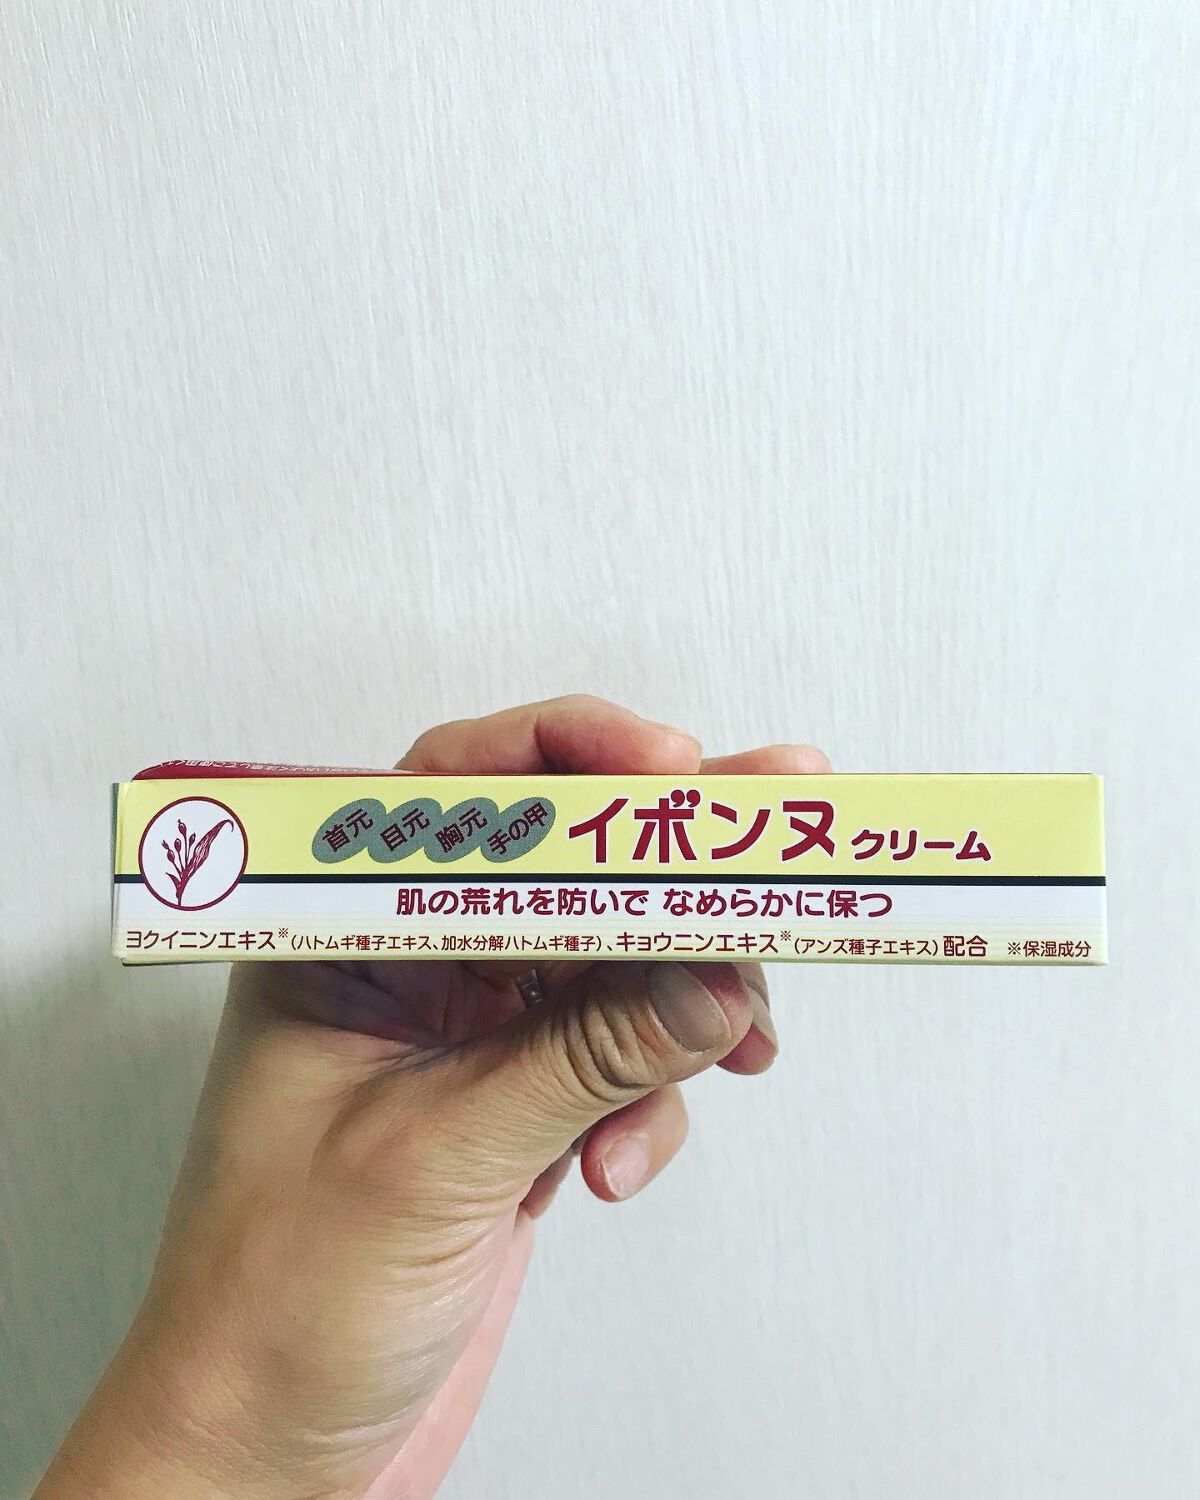 首元 目元 胸元 手の甲 イボンヌ クリーム
肌の荒れを防いで なめらかに保つ
ヨクイニンエキス※(ハトムギ種子エキス、加水分解ハトムギ種子)、キョウニンエキス※(アンズ種子エキス)配合 ※保湿成分